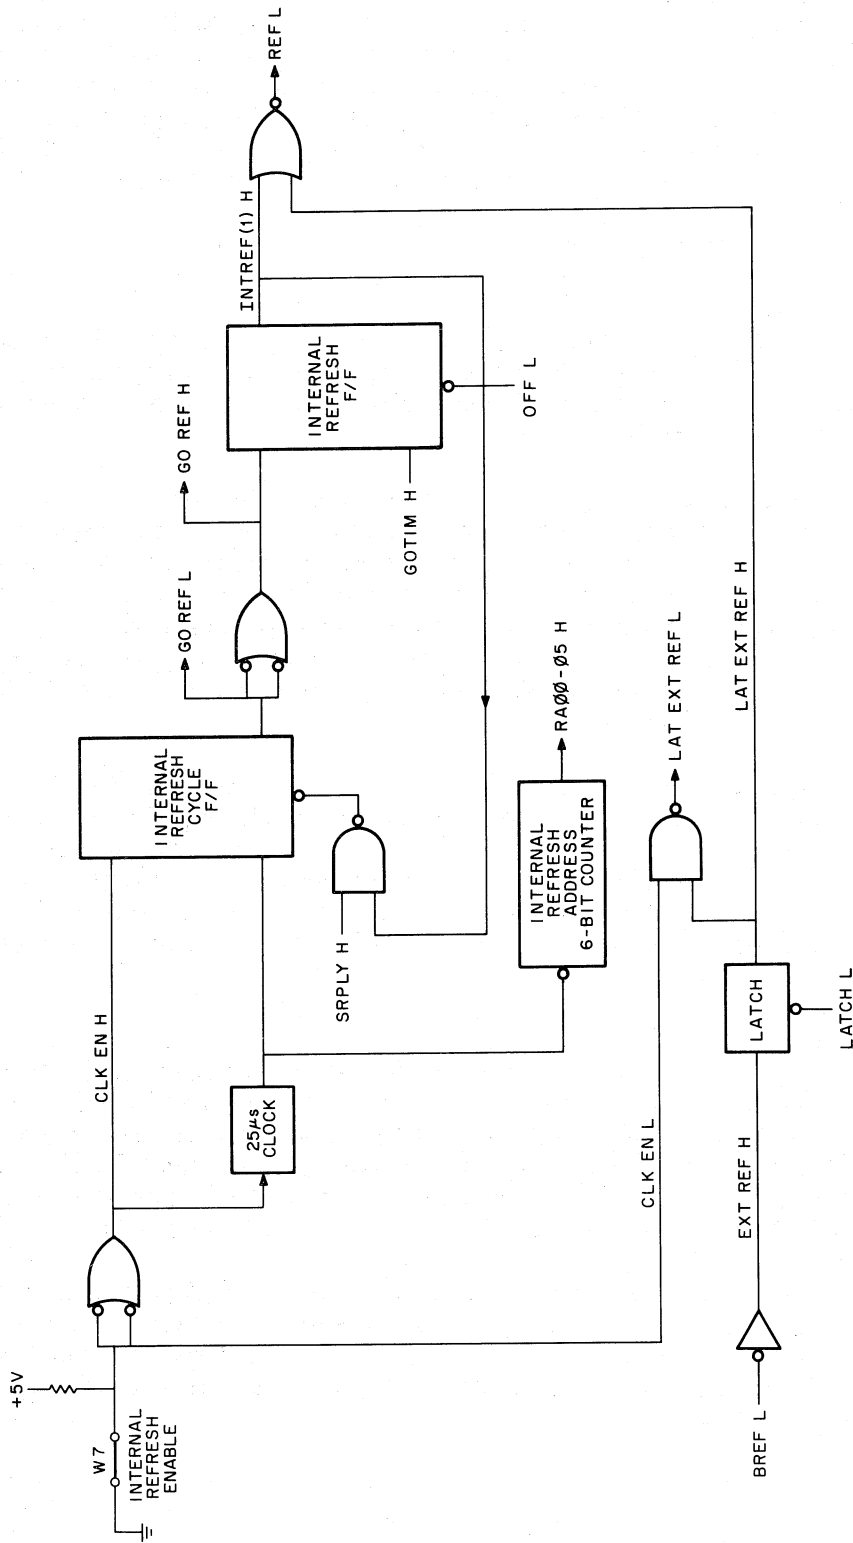 +5V
W7
INTERNAL
REFRESH
ENABLE
CLK EN H
25μs
CLOCK
INTERNAL
REFRESH
CYCLE
F/F
GO REF L
GO REF H
INTERNAL
REFRESH
F/F
INTREF(1) H
REF L
GOTIM H
OFF L
SRPLY H
INTERNAL
REFRESH
ADDRESS
6-BIT COUNTER
RAØØ-Ø5 H
CLK EN L
LAT EXT REF L
BREF L
EXT REF H
LATCH
LATCH L
LAT EXT REF H